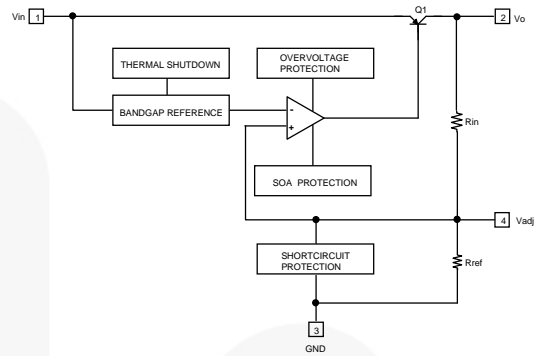 Q1
Vin 1
2 Vo
THERMAL SHUTDOWN
OVERVOLTAGE
PROTECTION
BANDGAP REFERENCE
-
+
Rin
SOA PROTECTION
4 Vadj
SHORTCIRCUIT
PROTECTION
Rref
3
GND